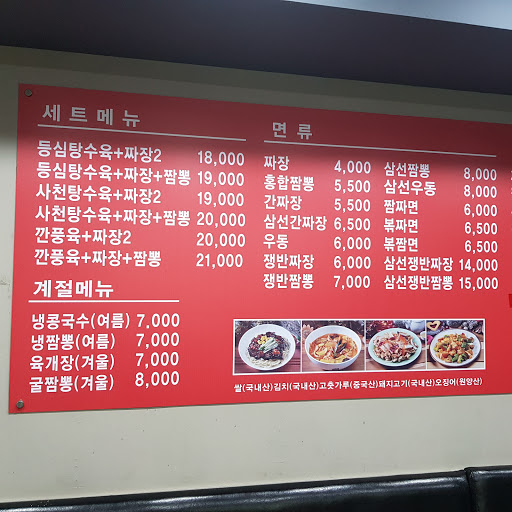 세트메뉴
등심탕수육+짜장2 18,000
등심탕수육+짜장+짬뽕 19,000
사천탕수육+짜장2 19,000
사천탕수육+짜장+짬뽕 20,000
깐풍육+짜장2 20,000
깐풍육+짜장+짬뽕 21,000
계절메뉴
냉콩국수(여름) 7,000
냉짬뽕(여름) 7,000
육개장(겨울) 7,000
굴짬뽕(겨울) 8,000
면류
짜장 4,000
홍합짬뽕 5,500
간짜장 5,500
삼선간짜장 6,500
우동 6,000
쟁반짜장 6,000
쟁반짬뽕 7,000
삼선짬뽕 8,000
삼선우동 8,000
짬짜면 6,000
볶짜면 6,500
볶짬면 6,500
삼선쟁반짜장 14,000
삼선쟁반짬뽕 15,000
쌀(국내산)김치(국내산)고춧가루(중국산)돼지고기(국내산)오징어(원양산)